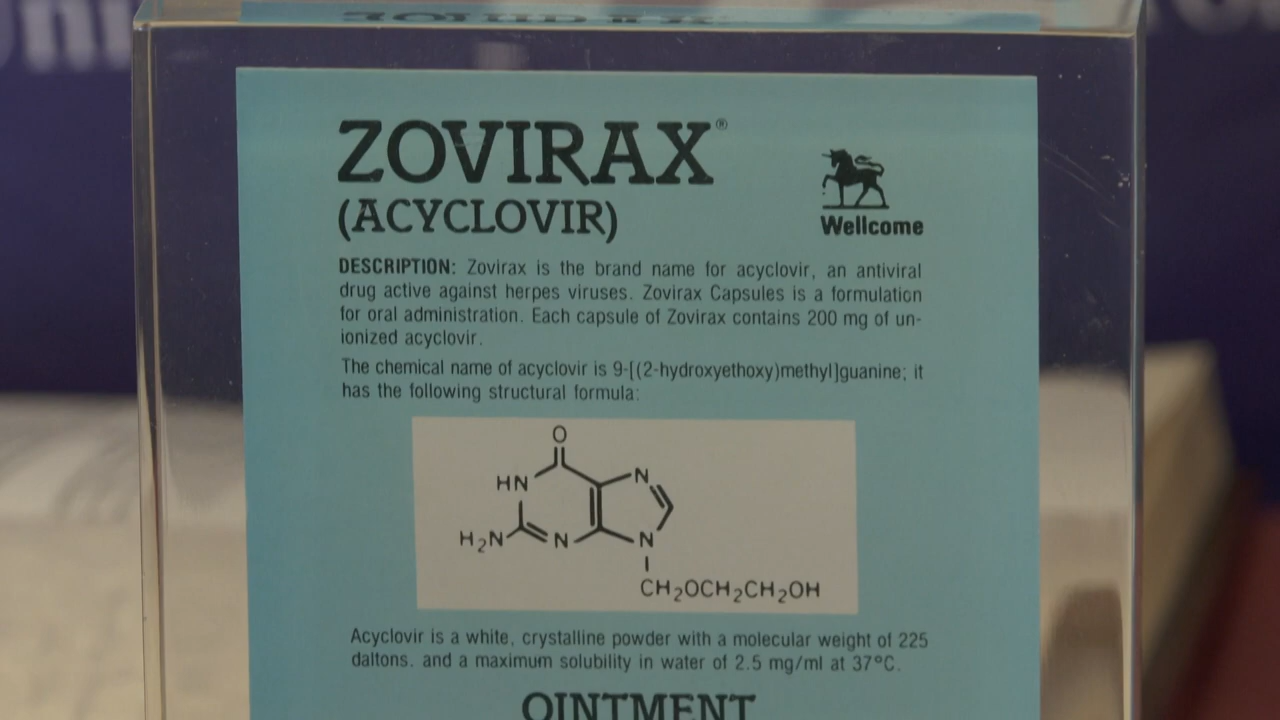 ZOVIRAX®
(ACYCLOVIR)
Wellcome
DESCRIPTION: Zovirax is the brand name for acyclovir, an antiviral
drug active against herpes viruses. Zovirax Capsules is a formulation
for oral administration. Each capsule of Zovirax contains 200 mg of un-
ionized acyclovir.
The chemical name of acyclovir is 9-[(2-hydroxyethoxy)methyl]guanine; it
has the following structural formula:
O
HN
N
H₂N
N
N
CH₂OCH₂CH₂OH
Acyclovir is a white, crystalline powder with a molecular weight of 225
daltons. and a maximum solubility in water of 2.5 mg/ml at 37°C.
OINTMENT